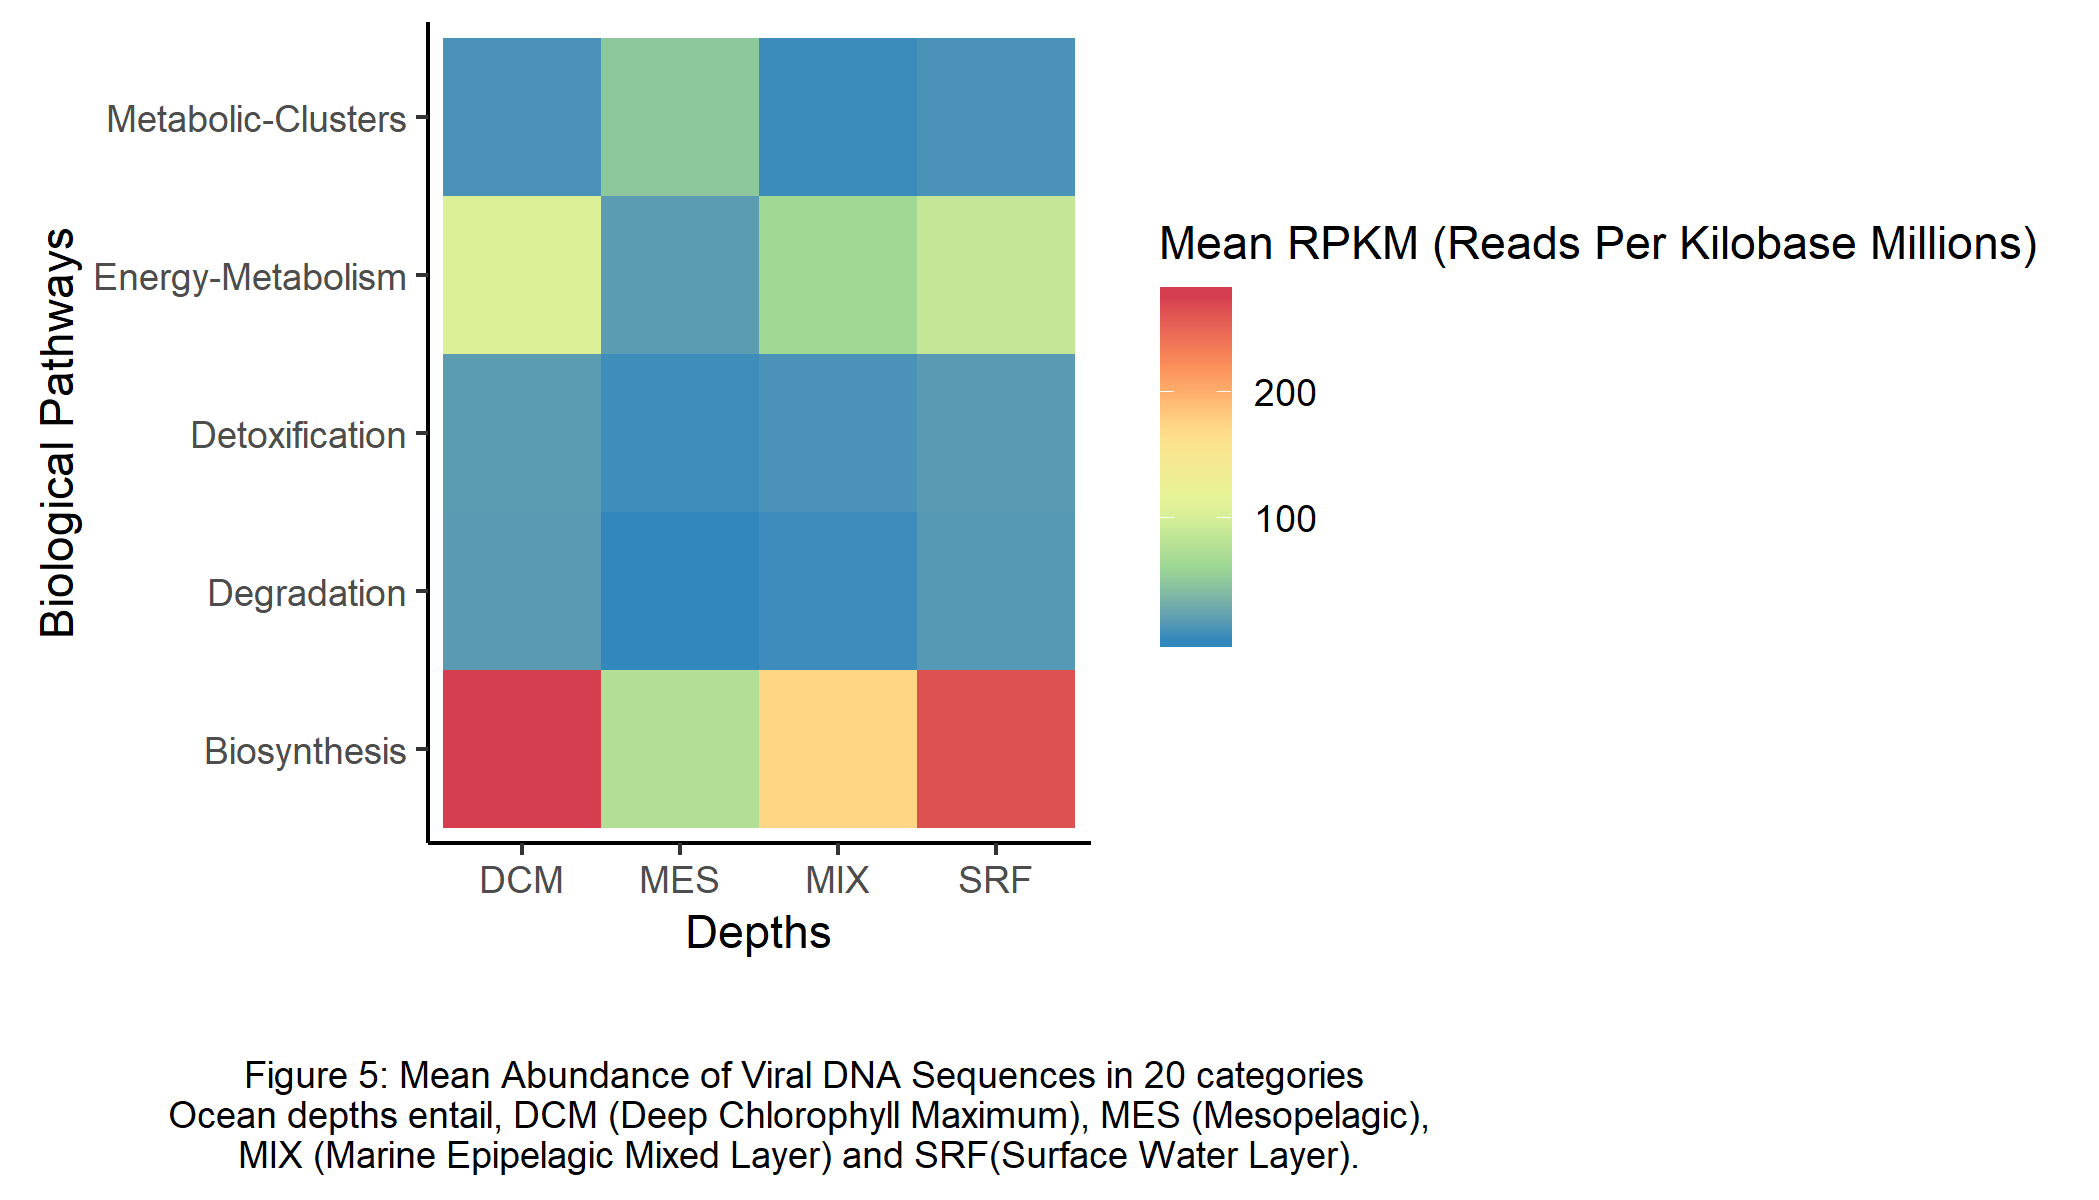 Biological Pathways
Metabolic-Clusters
Energy-Metabolism
Detoxification
Degradation
Biosynthesis
DCM MES MIX SRF
Depths
Mean RPKM (Reads Per Kilobase Millions)
200
100
Figure 5: Mean Abundance of Viral DNA Sequences in 20 categories
Ocean depths entail, DCM (Deep Chlorophyll Maximum), MES (Mesopelagic),
MIX (Marine Epipelagic Mixed Layer) and SRF(Surface Water Layer).